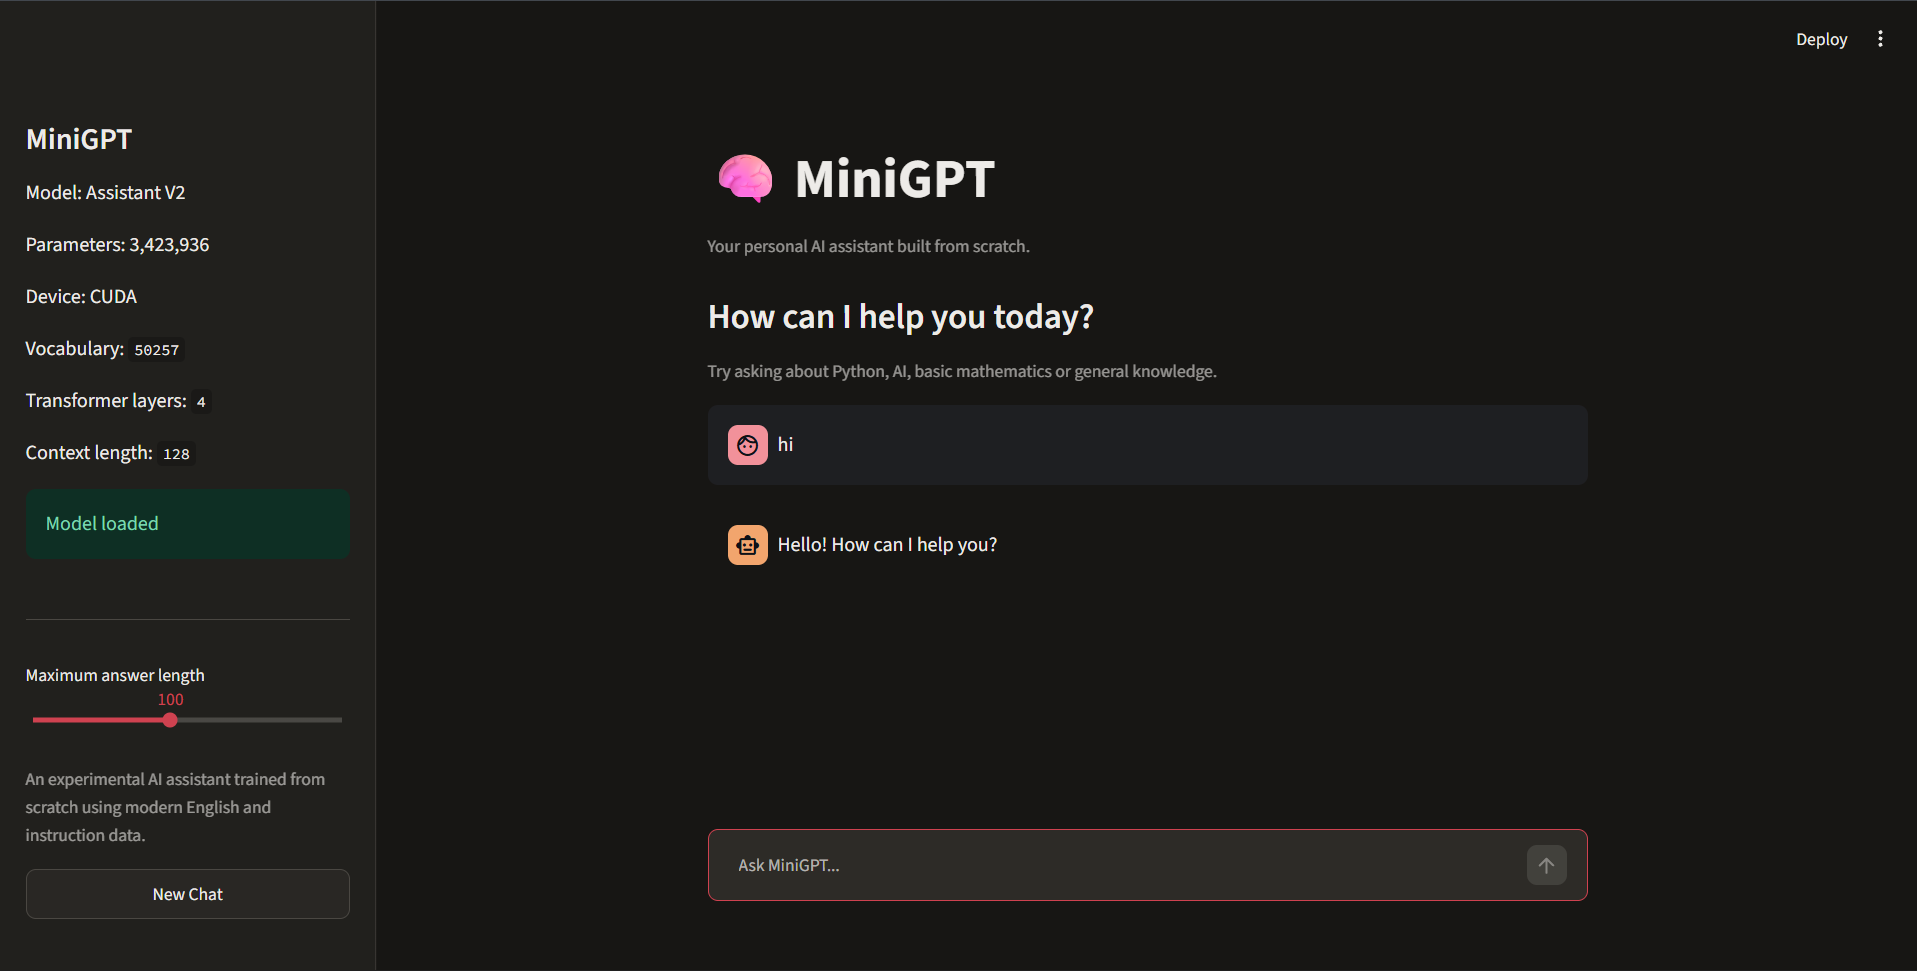 Deploy
MiniGPT
Model: Assistant V2
Parameters: 3,423,936
Device: CUDA
Vocabulary: 50257
Transformer layers: 4
Context length: 128
Model loaded
Maximum answer length
100
An experimental AI assistant trained from
scratch using modern English and
instruction data.
New Chat
MiniGPT
Your personal AI assistant built from scratch.
How can I help you today?
Try asking about Python, AI, basic mathematics or general knowledge.
hi
Hello! How can I help you?
Ask MiniGPT...